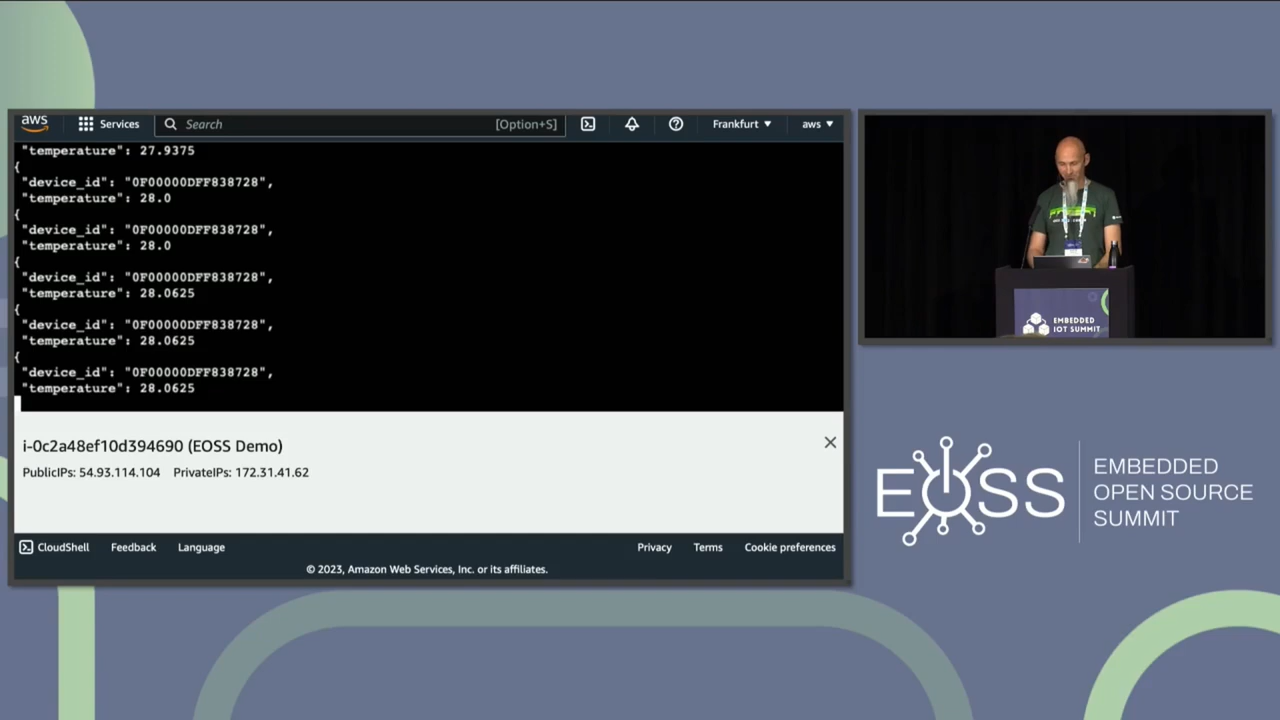 aws
Services
Search
[Option+S]
Frankfurt
aws
"temperature": 27.9375
{
"device_id": "0F00000DFF838728",
"temperature": 28.0
{
"device_id": "0F00000DFF838728",
"temperature": 28.0
{
"device_id": "0F00000DFF838728",
"temperature": 28.0625
{
"device_id": "0F00000DFF838728",
"temperature": 28.0625
{
"device_id": "0F00000DFF838728",
"temperature": 28.0625
i-0c2a48ef10d394690 (EOSS Demo)
PublicIPs: 54.93.114.104 PrivateIPs: 172.31.41.62
CloudShell
Feedback
Language
Privacy
Terms
Cookie preferences
© 2023, Amazon Web Services, Inc. or its affiliates.
EMBEDDED
IOT SUMMIT
EOSS
EMBEDDED
OPEN SOURCE
SUMMIT